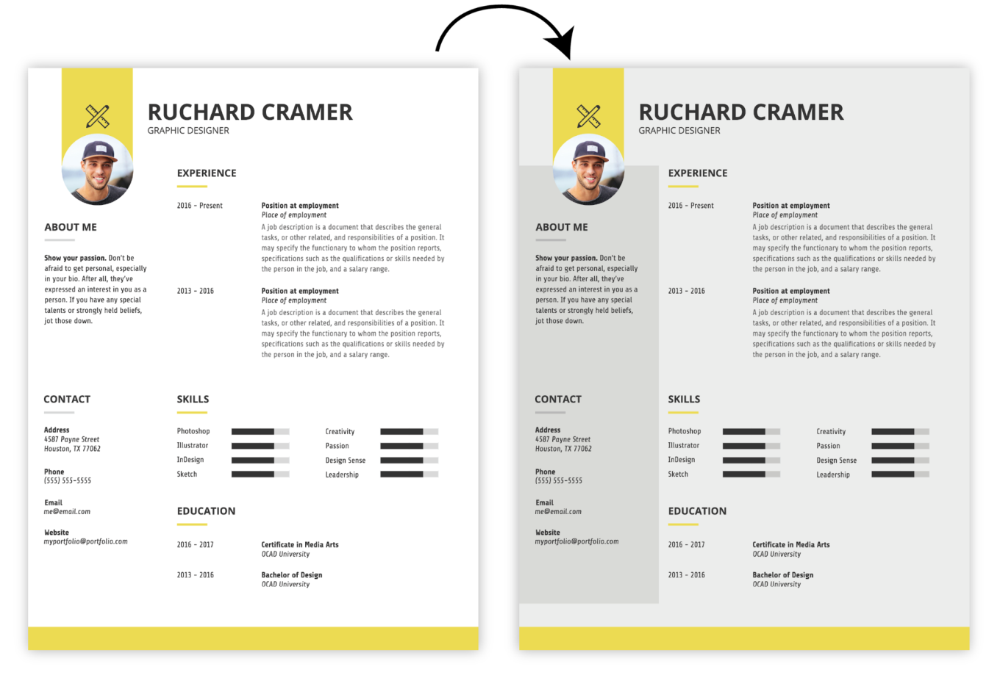 RUCHARD CRAMER
GRAPHIC DESIGNER
ABOUT ME
Show your passion. Don't be
afraid to get personal, especially
in your bio. After all, they've
expressed an interest in you as a
person. If you have any special
talents or strongly held beliefs,
jot those down.
CONTACT
Address
4587 Payne Street
Houston, TX 77062
Phone
(555) 555-5555
Email
me@email.com
Website
myportfolio@portfolio.com
EXPERIENCE
2016 - Present
Position at employment
Place of employment
A job description is a document that describes the general
tasks, or other related, and responsibilities of a position. It
may specify the functionary to whom the position reports,
specifications such as the qualifications or skills needed by
the person in the job, and a salary range.
2013 - 2016
Position at employment
Place of employment
A job description is a document that describes the general
tasks, or other related, and responsibilities of a position. It
may specify the functionary to whom the position reports,
specifications such as the qualifications or skills needed by
the person in the job, and a salary range.
SKILLS
Photoshop
Illustrator
InDesign
Sketch
Creativity
Passion
Design Sense
Leadership
EDUCATION
2016 - 2017
Certificate in Media Arts
OCAD University
2013 - 2016
Bachelor of Design
OCAD University
RUCHARD CRAMER
GRAPHIC DESIGNER
ABOUT ME
Show your passion. Don't be
afraid to get personal, especially
in your bio. After all, they've
expressed an interest in you as a
person. If you have any special
talents or strongly held beliefs,
jot those down.
CONTACT
Address
4587 Payne Street
Houston, TX 77062
Phone
(555) 555-5555
Email
me@email.com
Website
myportfolio@portfolio.com
EXPERIENCE
2016 - Present
Position at employment
Place of employment
A job description is a document that describes the general
tasks, or other related, and responsibilities of a position. It
may specify the functionary to whom the position reports,
specifications such as the qualifications or skills needed by
the person in the job, and a salary range.
2013 - 2016
Position at employment
Place of employment
A job description is a document that describes the general
tasks, or other related, and responsibilities of a position. It
may specify the functionary to whom the position reports,
specifications such as the qualifications or skills needed by
the person in the job, and a salary range.
SKILLS
Photoshop
Illustrator
InDesign
Sketch
Creativity
Passion
Design Sense
Leadership
EDUCATION
2016 - 2017
Certificate in Media Arts
OCAD University
2013 - 2016
Bachelor of Design
OCAD University